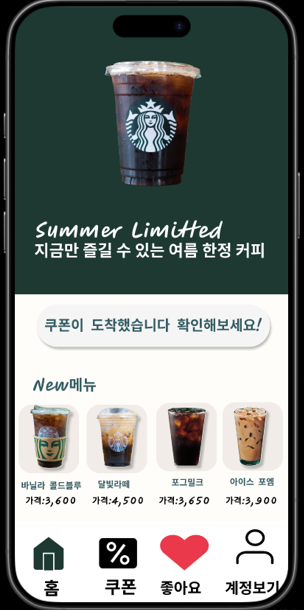 Summer Limitted
지금만 즐길 수 있는 여름 한정 커피
쿠폰이 도착했습니다 확인해보세요!
New메뉴
바닐라 콜드블루
달빛라떼
포그밀크
아이스 포엠
가격:3,600
가격:4,500
가격:3,650
가격:3,900
홈
쿠폰
좋아요
계정보기